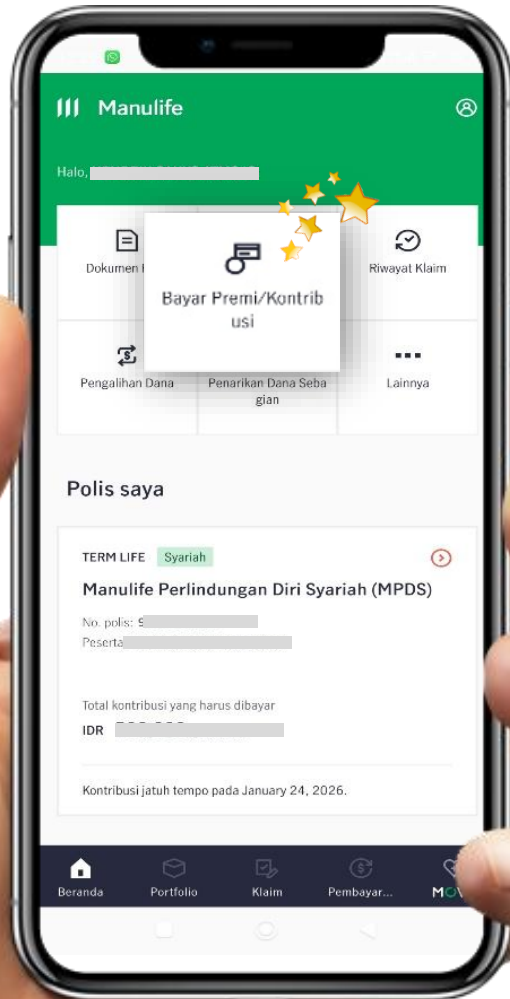 Manulife
Halo,
Dokumen
Bayar Premi/Kontrib
usi
Riwayat Klaim
Pengalihan Dana
Penarikan Dana Seba
gian
Lainnya
Polis saya
TERM LIFE Syariah
Manulife Perlindungan Diri Syariah (MPDS)
No. polis: 9
Peserta
Total kontribusi yang harus dibayar
IDR
Kontribusi jatuh tempo pada January 24, 2026.
Beranda
Portfolio
Klaim
Pembayar...